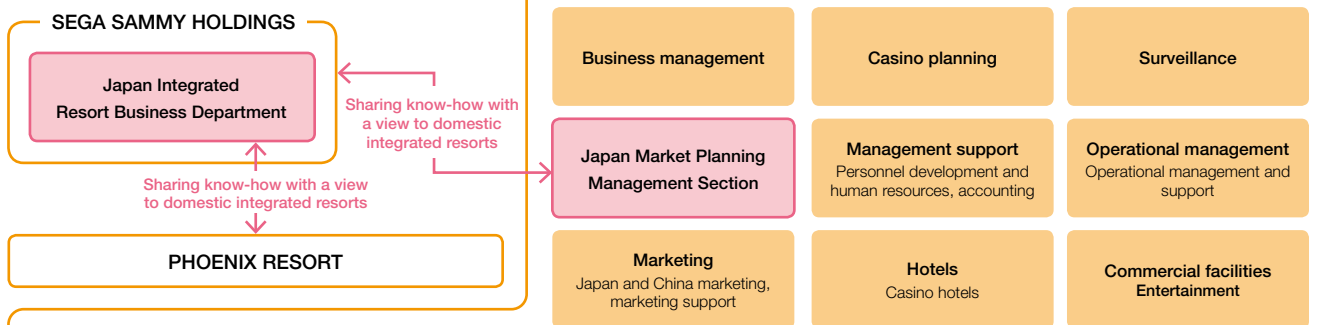 SEGA SAMMY HOLDINGS
Japan Integrated
Resort Business Department
Sharing know-how with
a view to domestic
integrated resorts
Sharing know-how with a view
to domestic integrated resorts
PHOENIX RESORT
Business management
Casino planning
Surveillance
Japan Market Planning
Management Section
Management support
Personnel development and
human resources, accounting
Operational management
Operational management and
support
Marketing
Japan and China marketing,
marketing support
Hotels
Casino hotels
Commercial facilities
Entertainment